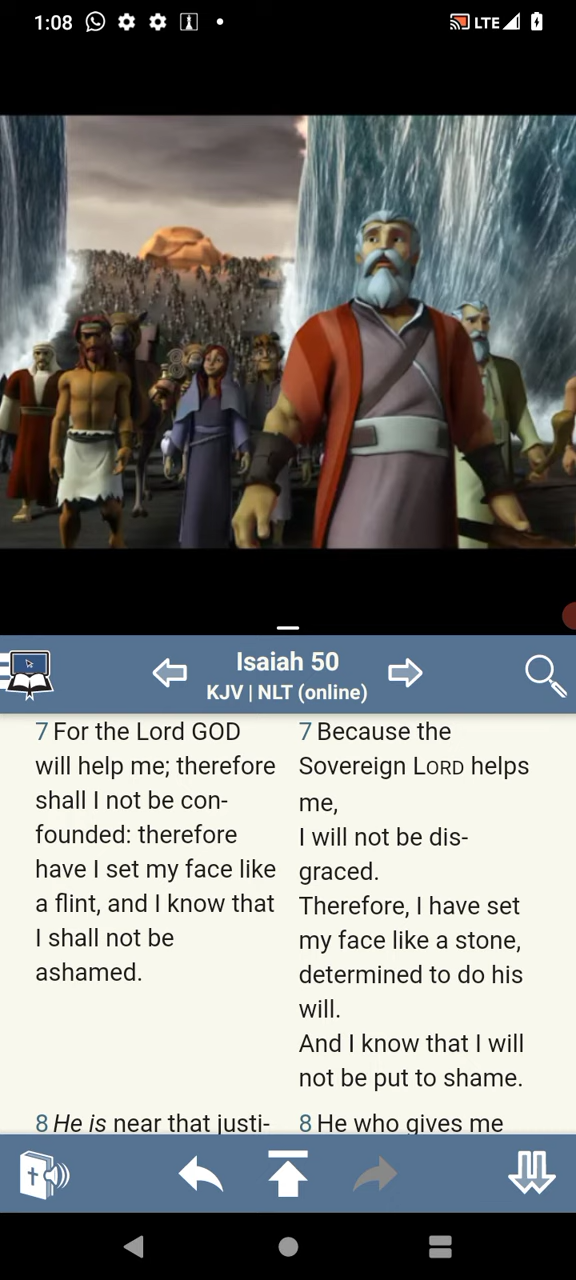 1:08
LTE
Isaiah 50
KJV | NLT (online)
7 For the Lord GOD
will help me; therefore
shall I not be con-
founded: therefore
have I set my face like
a flint, and I know that
I shall not be
ashamed.
8 He is near that justi-
7 Because the
Sovereign LORD helps
me,
I will not be dis-
graced.
Therefore, I have set
my face like a stone,
determined to do his
will.
And I know that I will
not be put to shame.
8 He who gives me